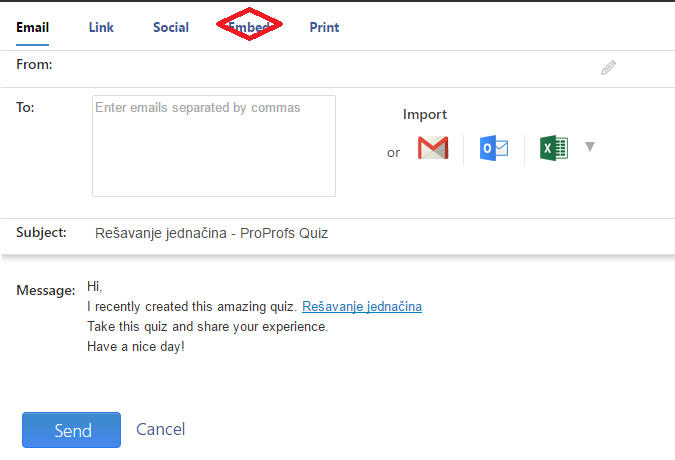 Email Link Social Embed Print
From:
To: Enter emails separated by commas
Import
or
Subject: Rešavanje jednačina - ProProfs Quiz
Message: Hi,
I recently created this amazing quiz. Rešavanje jednačina
Take this quiz and share your experience.
Have a nice day!
Send Cancel